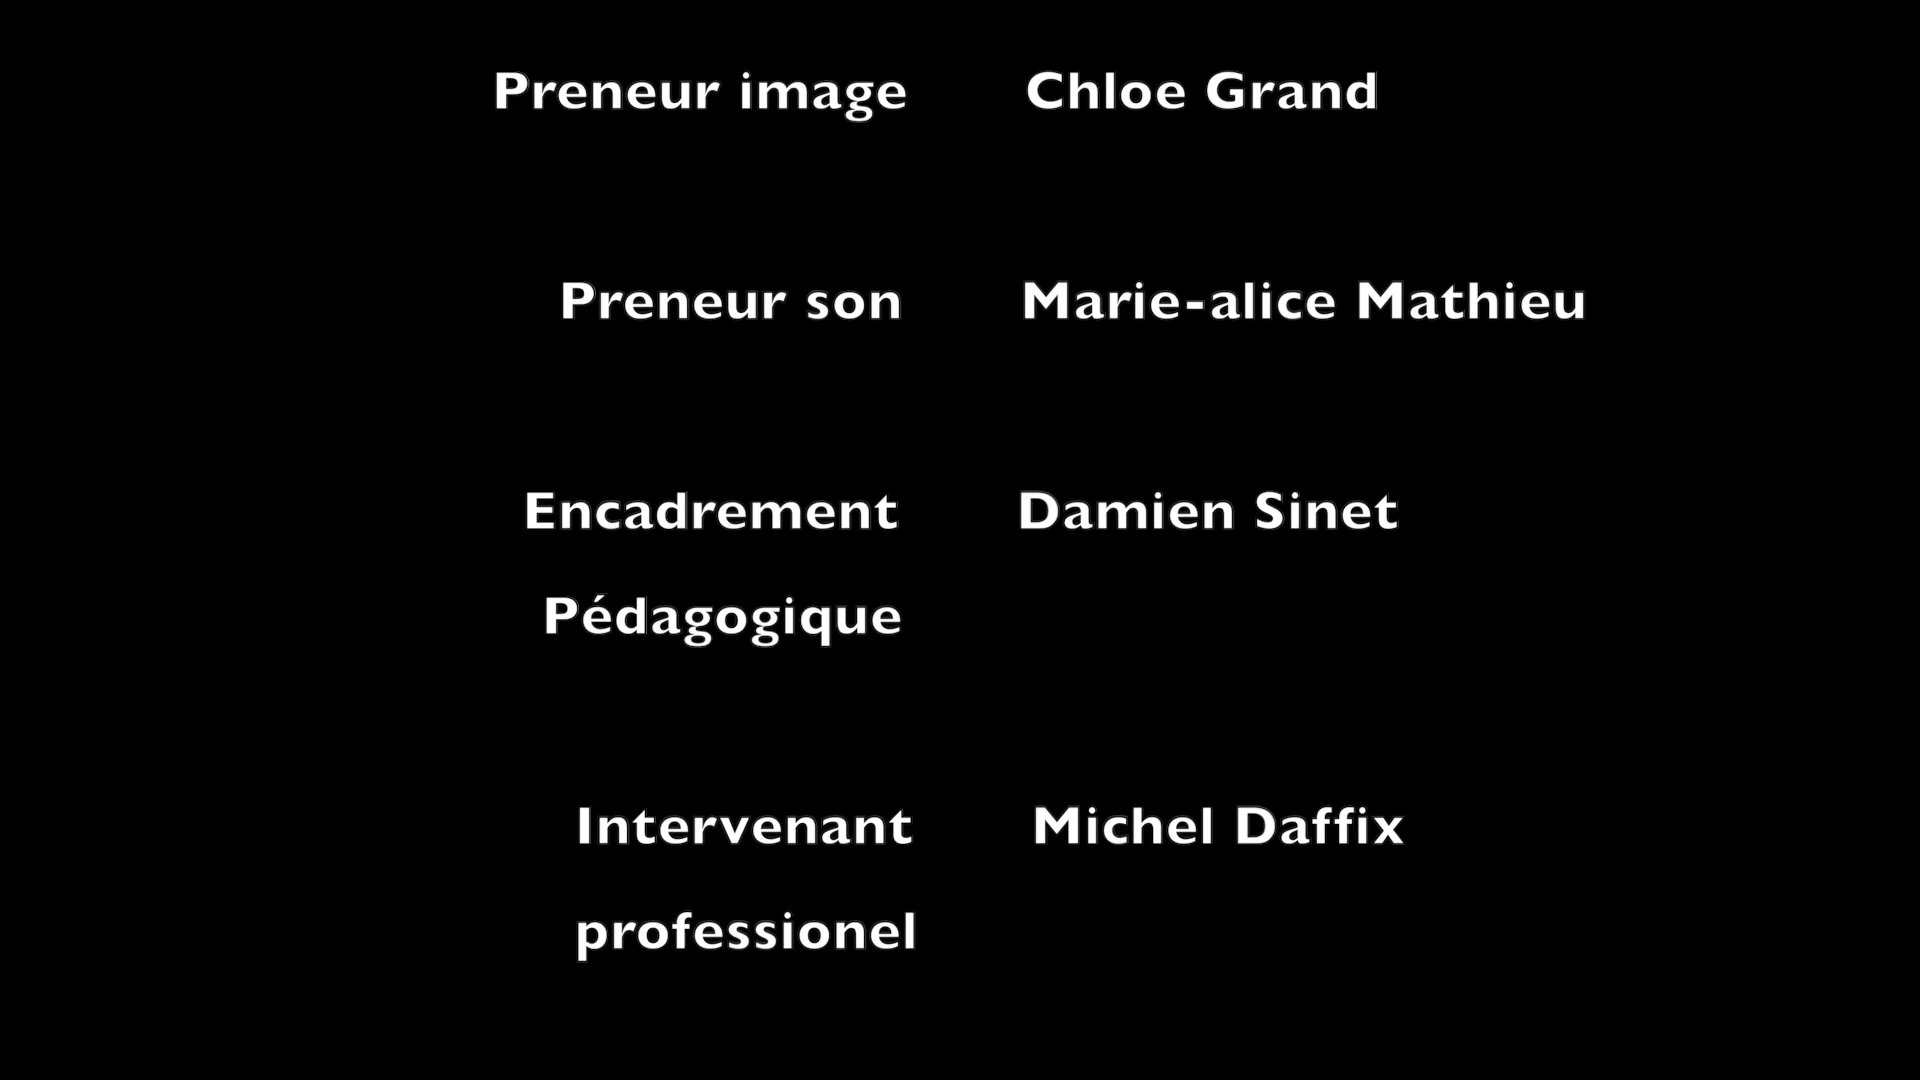 Preneur image Chloe Grand
Preneur son Marie-alice Mathieu
Encadrement Damien Sinet
Pédagogique
Intervenant Michel Daffix
professionel